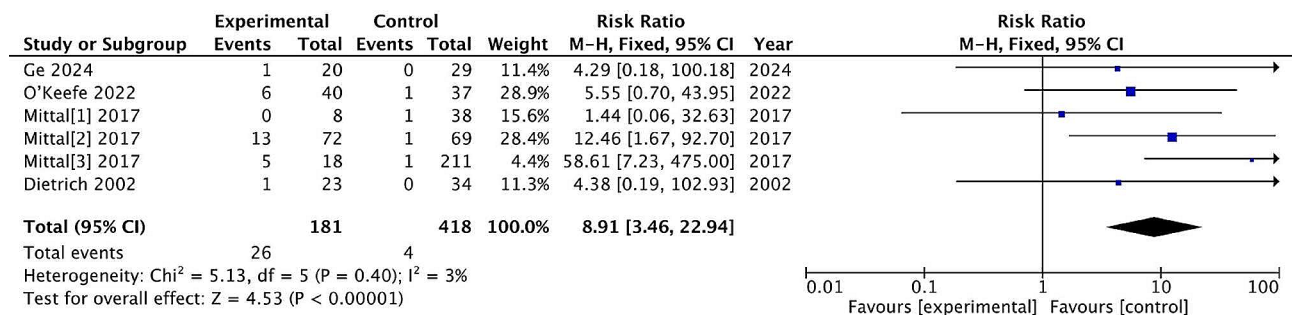 Experimental Control Risk Ratio Risk Ratio
Study or Subgroup Events Total Events Total Weight M-H, Fixed, 95% CI Year M-H, Fixed, 95% CI
Ge 2024 1 20 0 29 11.4% 4.29 [0.18, 100.18] 2024
O'Keefe 2022 6 40 1 37 28.9% 5.55 [0.70, 43.95] 2022
Mittal[1] 2017 0 8 1 38 15.6% 1.44 [0.06, 32.63] 2017
Mittal[2] 2017 13 72 1 69 28.4% 12.46 [1.67, 92.70] 2017
Mittal[3] 2017 5 18 1 211 4.4% 58.61 [7.23, 475.00] 2017
Dietrich 2002 1 23 0 34 11.3% 4.38 [0.19, 102.93] 2002
Total (95% CI) 181 418 100.0% 8.91 [3.46, 22.94]
Total events 26 4
Heterogeneity: Chi² = 5.13, df = 5 (P = 0.40); I² = 3%
Test for overall effect: Z = 4.53 (P < 0.00001)
0.01 0.1 1 10 100
Favours [experimental] Favours [control]